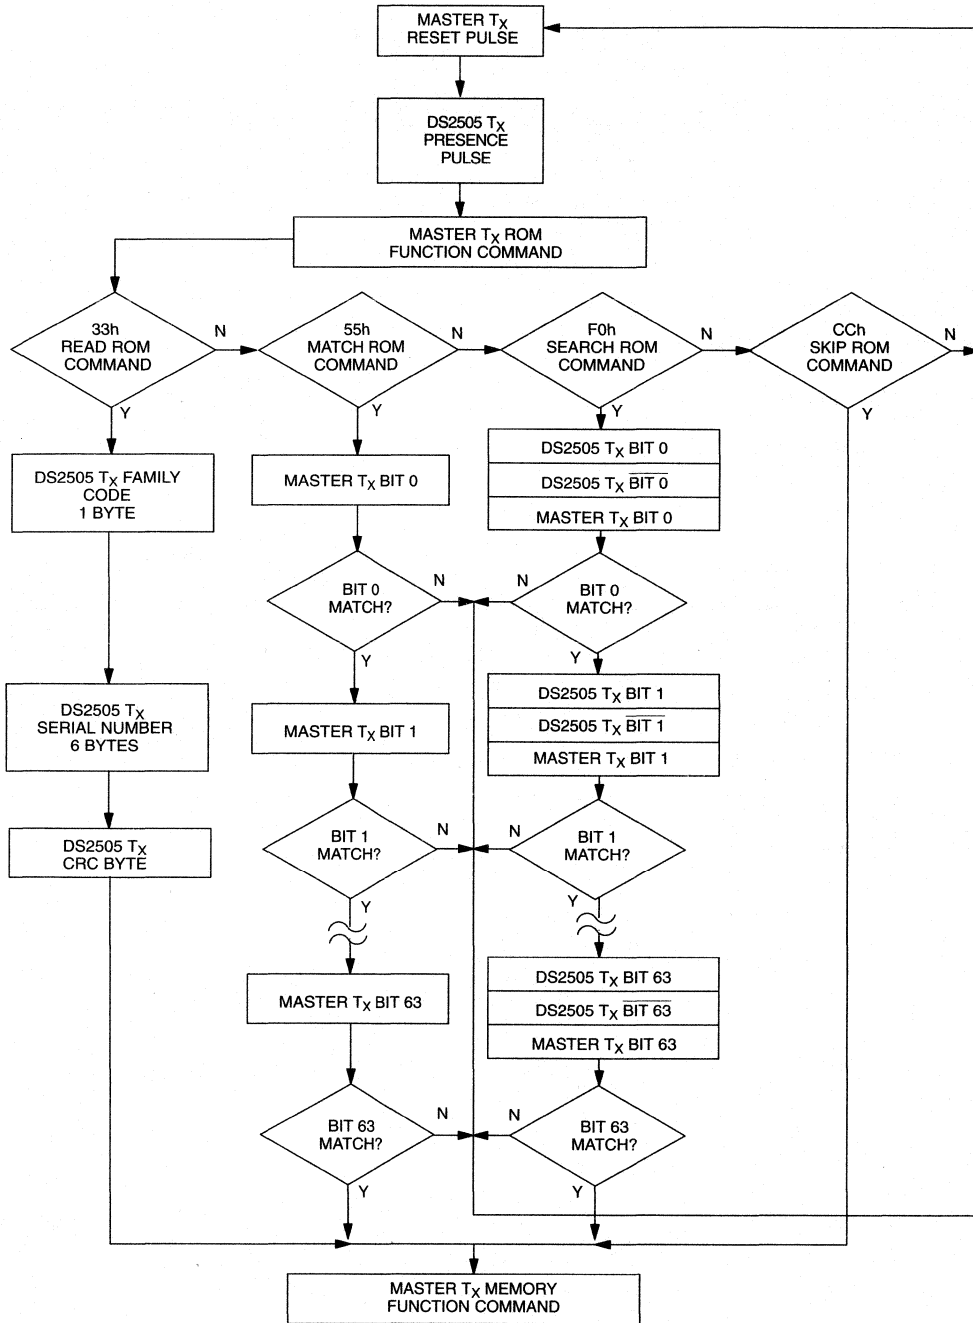 MASTER TX
RESET PULSE
DS2505 TX
PRESENCE
PULSE
MASTER TX ROM
FUNCTION COMMAND
33h
READ ROM
COMMAND
N
Y
55h
MATCH ROM
COMMAND
N
Y
F0h
SEARCH ROM
COMMAND
N
Y
CCh
SKIP ROM
COMMAND
N
Y
DS2505 TX FAMILY
CODE
1 BYTE
DS2505 TX
SERIAL NUMBER
6 BYTES
DS2505 TX
CRC BYTE
MASTER TX BIT 0
BIT 0
MATCH?
N
Y
MASTER TX BIT 1
BIT 1
MATCH?
N
Y
MASTER TX BIT 63
BIT 63
MATCH?
N
Y
DS2505 TX BIT 0
DS2505 TX BIT 0
MASTER TX BIT 0
BIT 0
MATCH?
N
Y
DS2505 TX BIT 1
DS2505 TX BIT 1
MASTER TX BIT 1
BIT 1
MATCH?
N
Y
DS2505 TX BIT 63
DS2505 TX BIT 63
MASTER TX BIT 63
BIT 63
MATCH?
N
Y
MASTER TX MEMORY
FUNCTION COMMAND